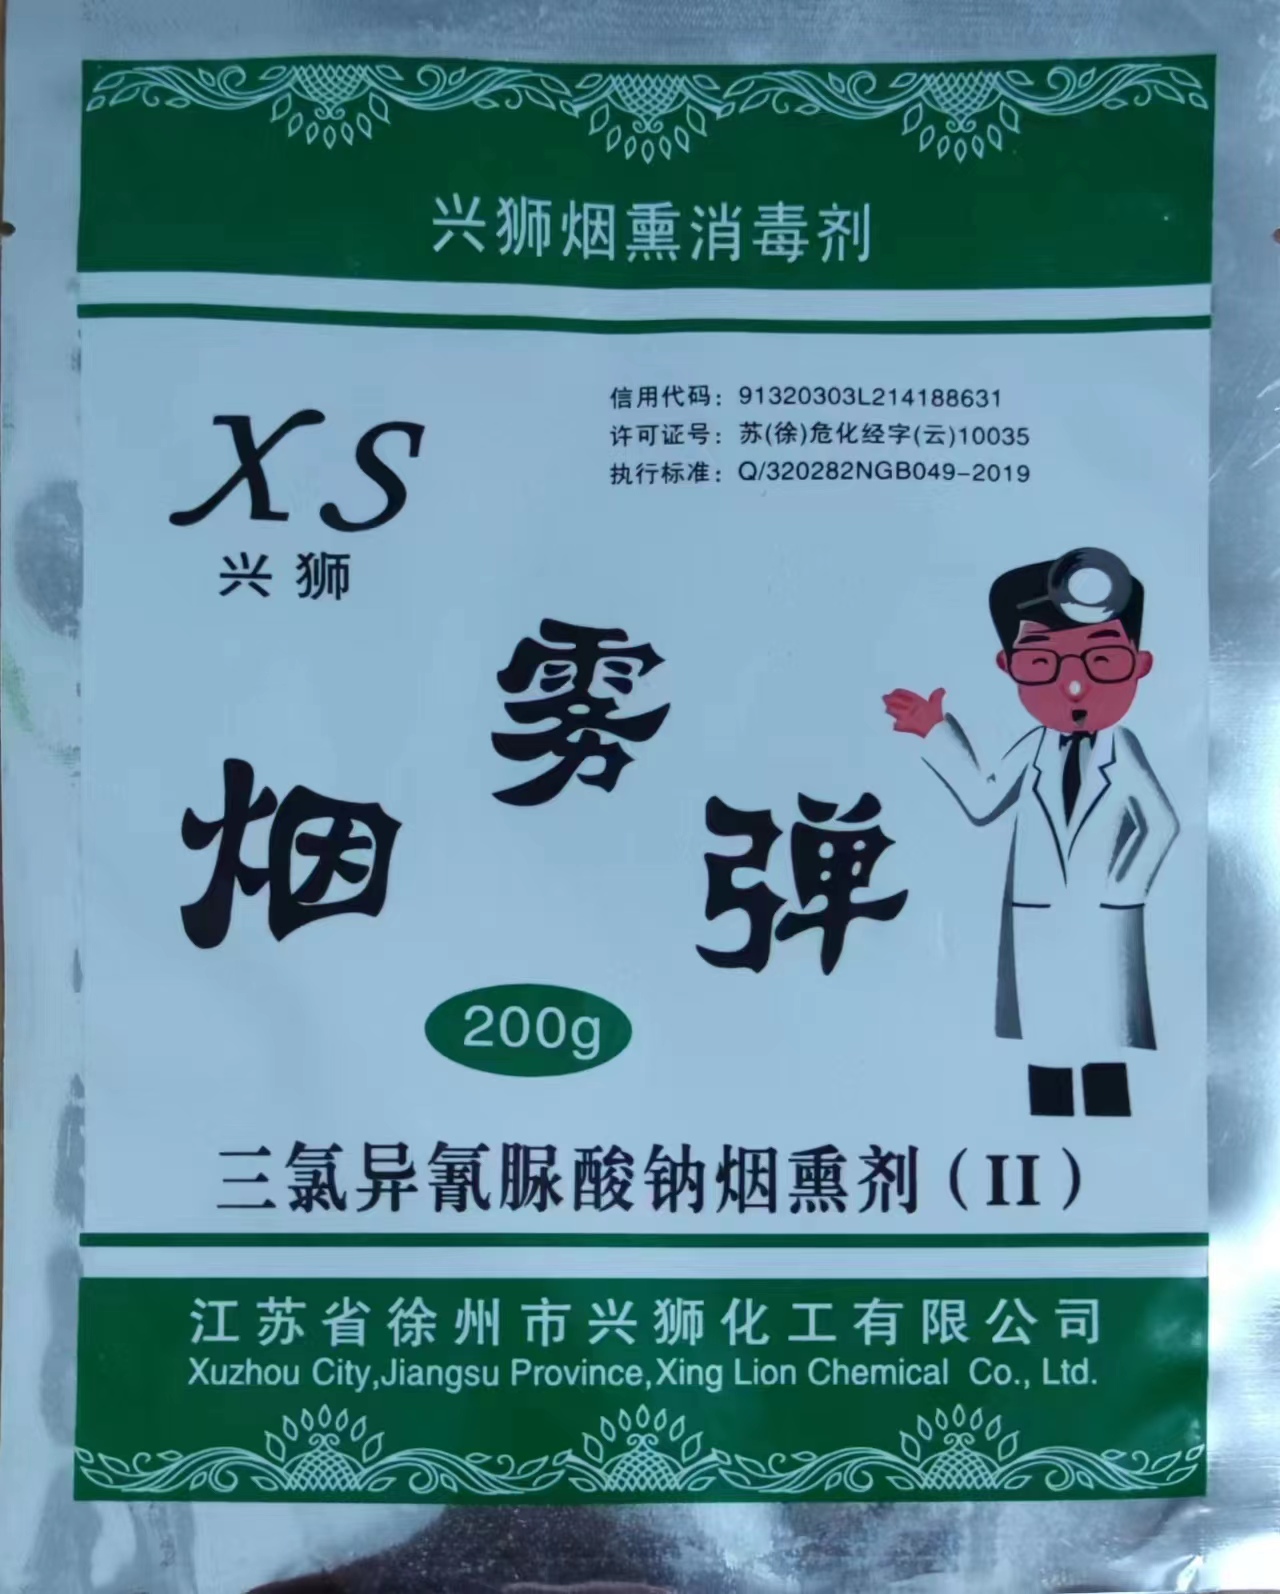 兴狮烟熏消毒剂
XS
兴狮
信用代码：91320303L214188631
许可证号：苏(徐)危化经字(云)10035
执行标准：Q/320282NGB049-2019
烟雾弹
200g
三氯异氰脲酸钠烟熏剂(II)
江苏省徐州市兴狮化工有限公司
Xuzhou City,Jiangsu Province,Xing Lion Chemical Co., Ltd.